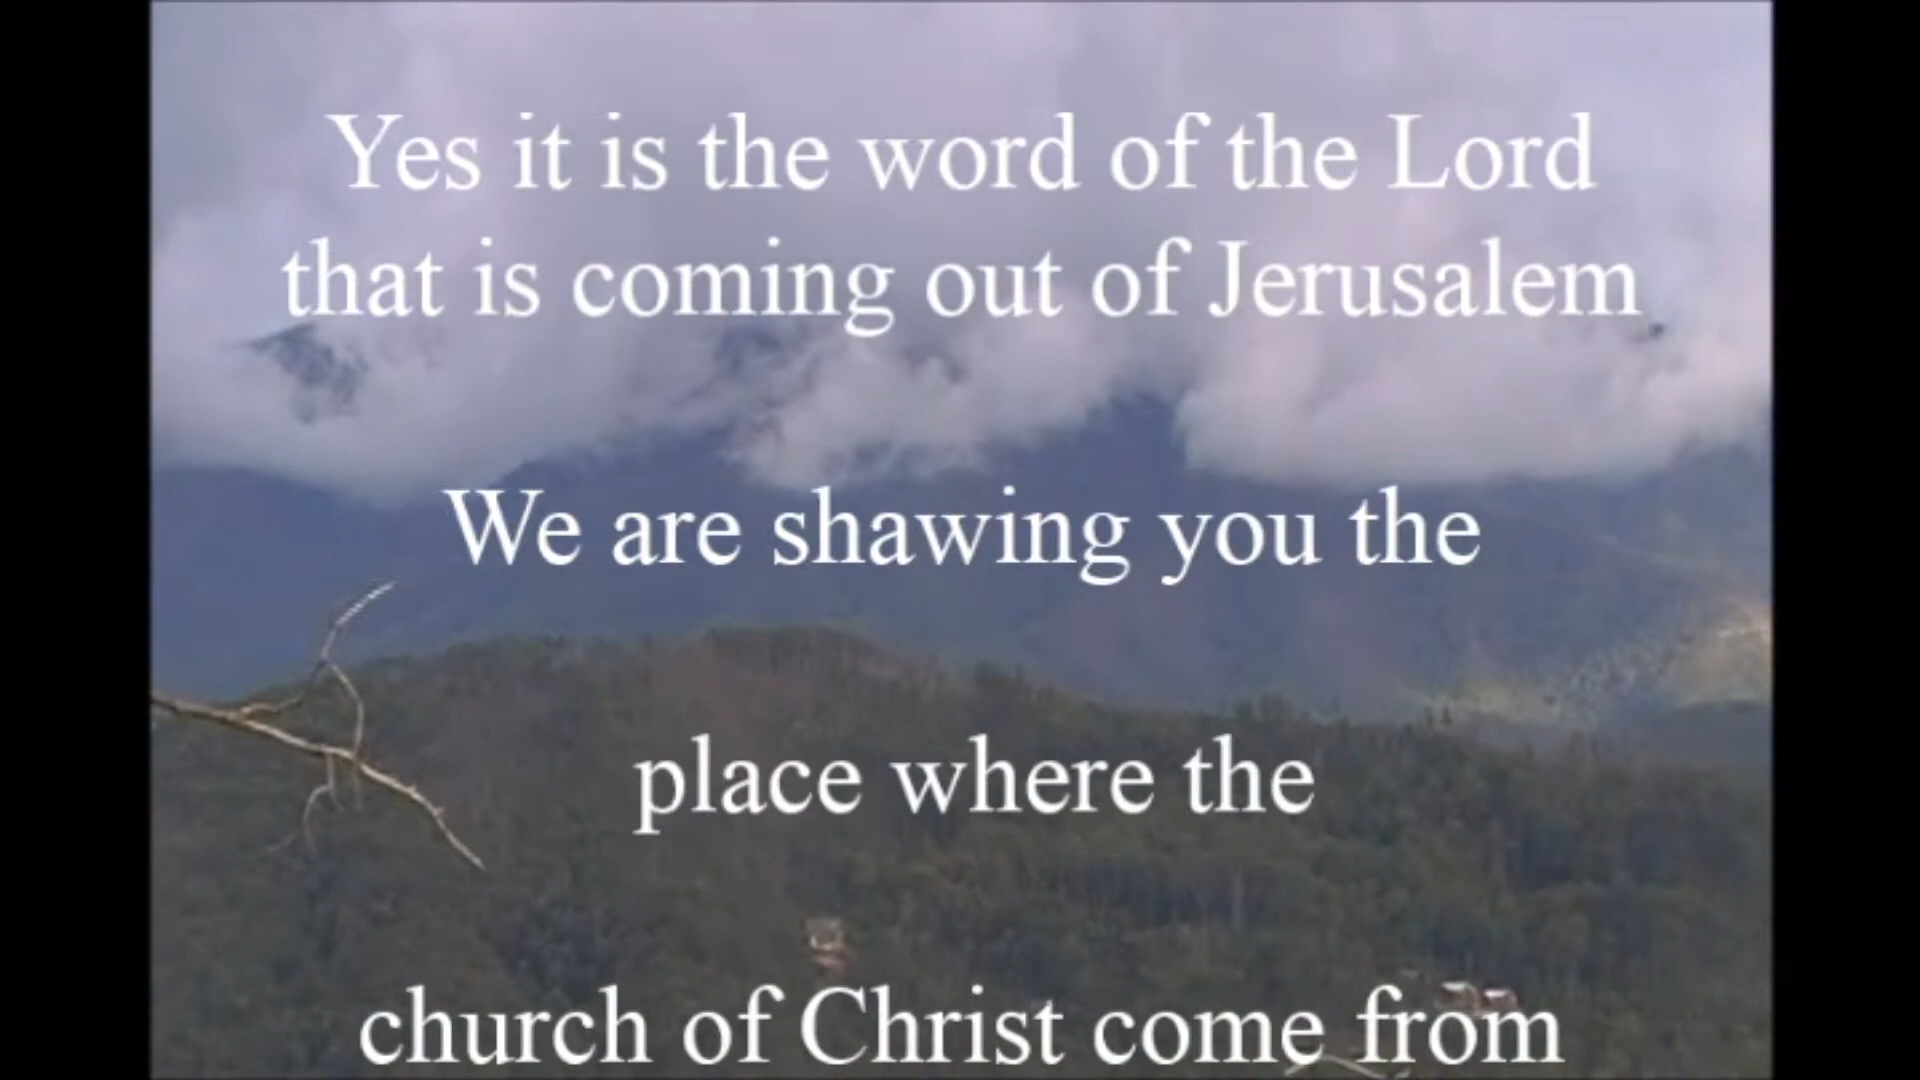 Yes it is the word of the Lord
that is coming out of Jerusalem
We are shawing you the
place where the
church of Christ come from